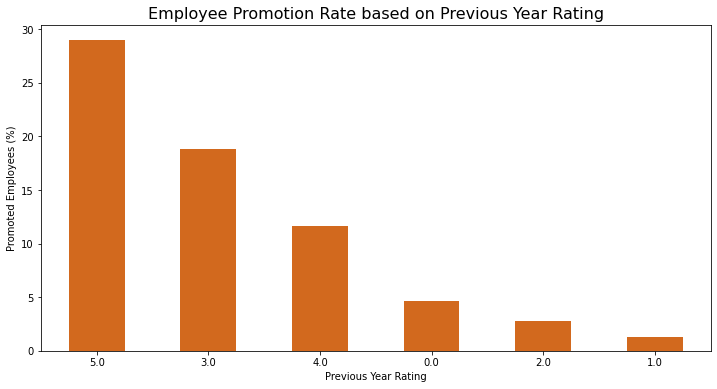 Employee Promotion Rate based on Previous Year Rating
Promoted Employees (%)
30
25
20
15
10
5
0
5.0 3.0 4.0 0.0 2.0 1.0
Previous Year Rating